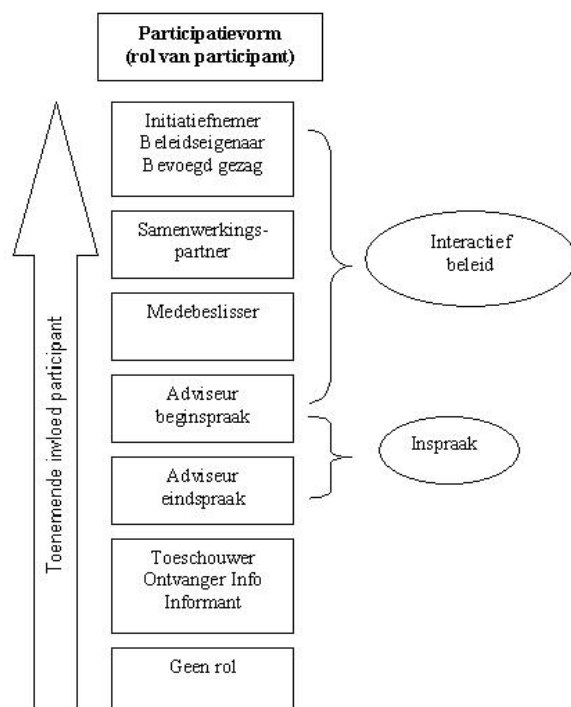 Participatievorm
(rol van participant)
Initiatiefnemer
Beleidseigenaar
Bevoegd gezag
Samenwerkings-
partner
Medebeslisser
Adviseur
beginspraak
Adviseur
eindspraak
Toeschouwer
Ontvanger Info
Informant
Geen rol
Interactief
beleid
Inspraak
Toenemende invloed participant